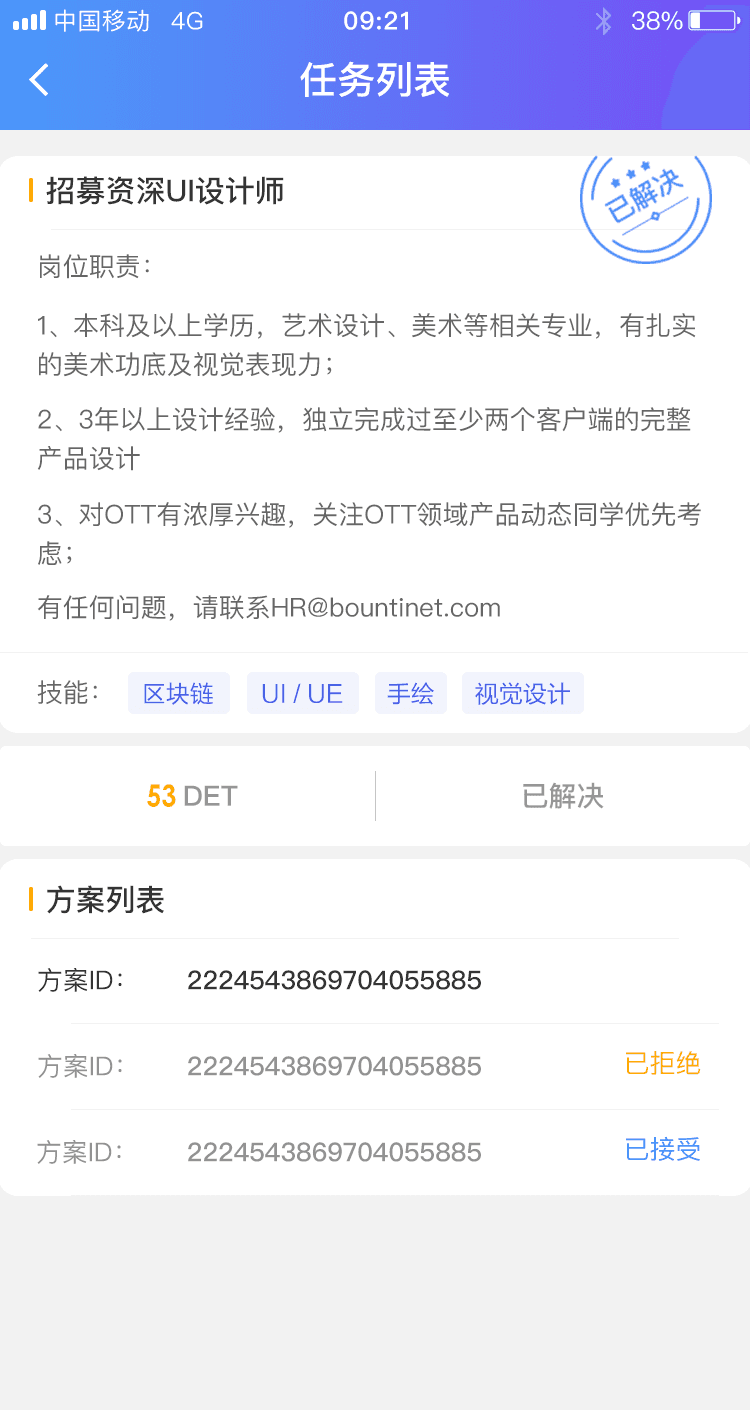 中国移动 4G 09:21 38%
任务列表
招募资深UI设计师
已解决
岗位职责：
1、本科及以上学历，艺术设计、美术等相关专业，有扎实
的美术功底及视觉表现力；
2、3年以上设计经验，独立完成过至少两个客户端的完整
产品设计
3、对OTT有浓厚兴趣，关注OTT领域产品动态同学优先考
虑；
有任何问题，请联系HR@bountinet.com
技能： 区块链 UI / UE 手绘 视觉设计
53 DET 已解决
方案列表
方案ID： 2224543869704055885
方案ID： 2224543869704055885 已拒绝
方案ID： 2224543869704055885 已接受